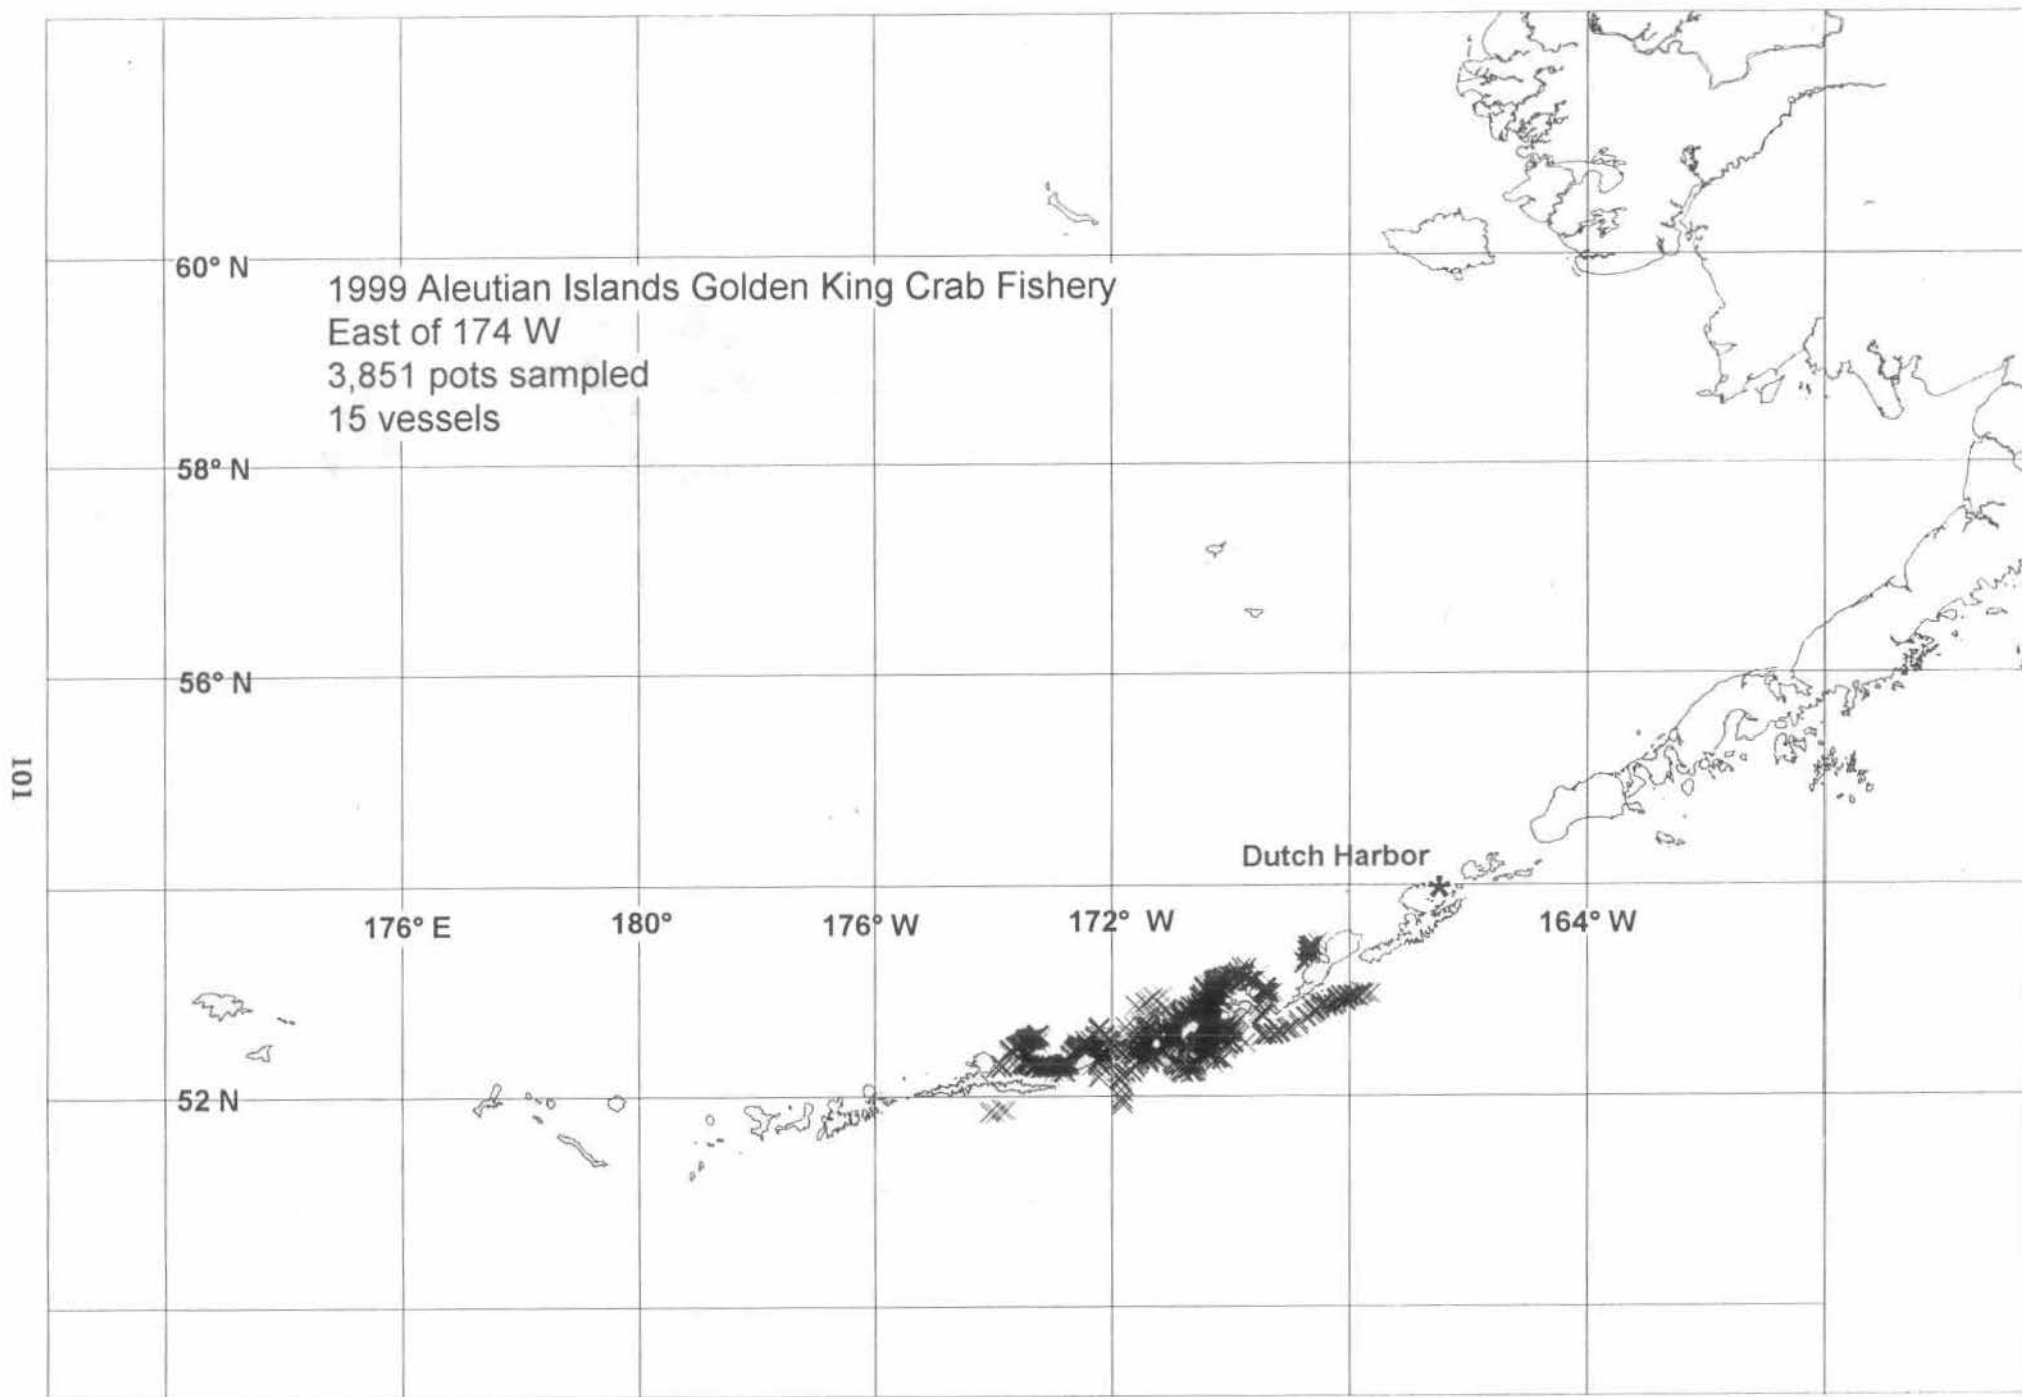 60° N
1999 Aleutian Islands Golden King Crab Fishery
East of 174 W
3,851 pots sampled
15 vessels
58° N
56° N
101
Dutch Harbor
*
176° E
180°
176° W
172° W
164° W
52 N